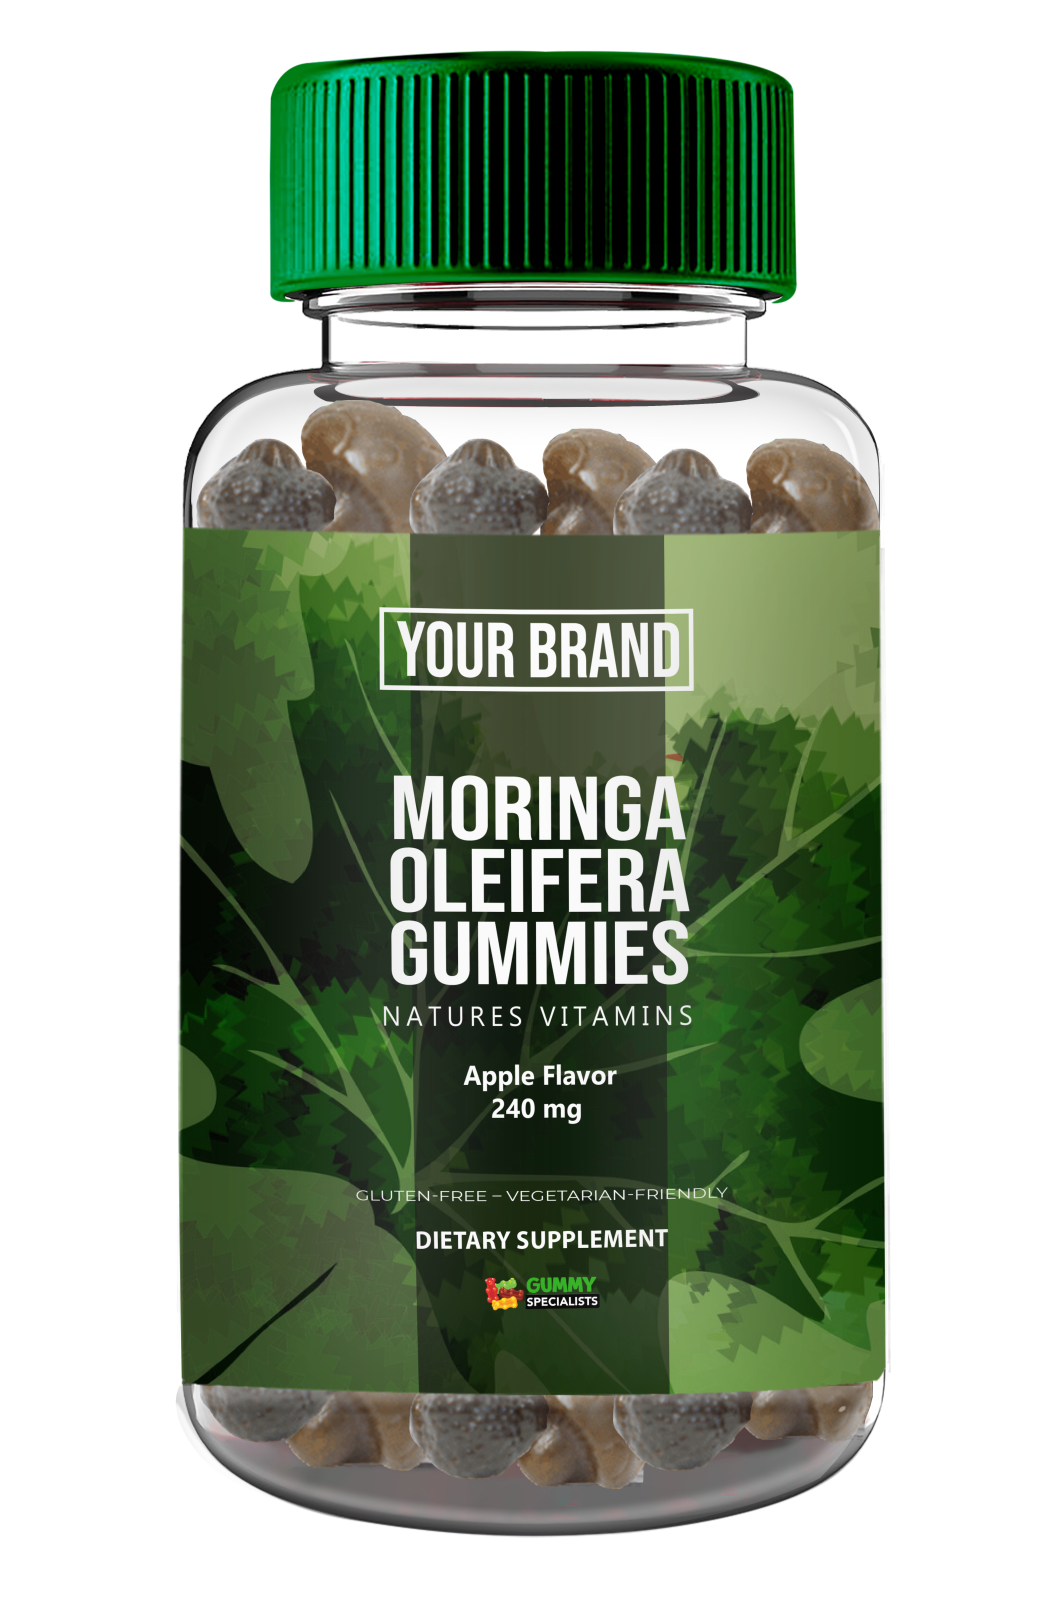 YOUR BRAND
MORINGA
OLEIFERA
GUMMIES
NATURES VITAMINS
Apple Flavor
240 mg
GLUTEN-FREE – VEGETARIAN-FRIENDLY
DIETARY SUPPLEMENT
GUMMY
SPECIALISTS